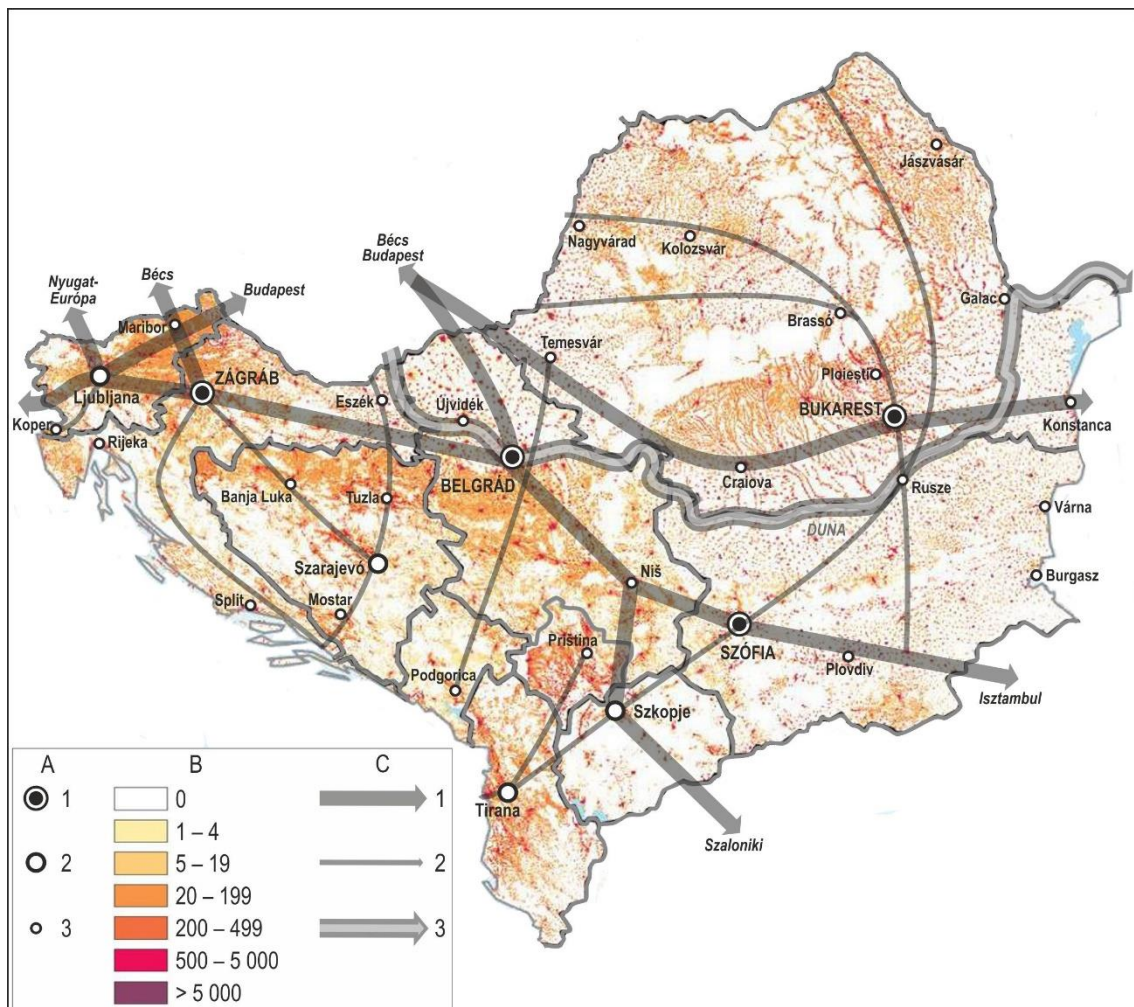 Jászvásár
Nagyvárad
Kolozsvár
Bécs
Budapest
Nyugat-
Európa
Bécs
Budapest
Galac
Maribor
Brassó
Temesvár
Ploiești
Ljubljana
ZÁGRÁB
Eszék
Újvidék
BUKAREST
Koper
Rijeka
Konstanca
BELGRÁD
Craiova
Rusze
Banja Luka
Tuzla
Várna
DUNA
Szarajevó
Niš
Burgasz
Split
Mostar
SZÓFIA
Priština
Plovdiv
Podgorica
Isztambul
Szkopje
A B C
1 0 1
1 – 4
2 5 – 19 2
20 – 199
3 200 – 499 3
500 – 5 000
> 5 000
Tirana
Szaloniki